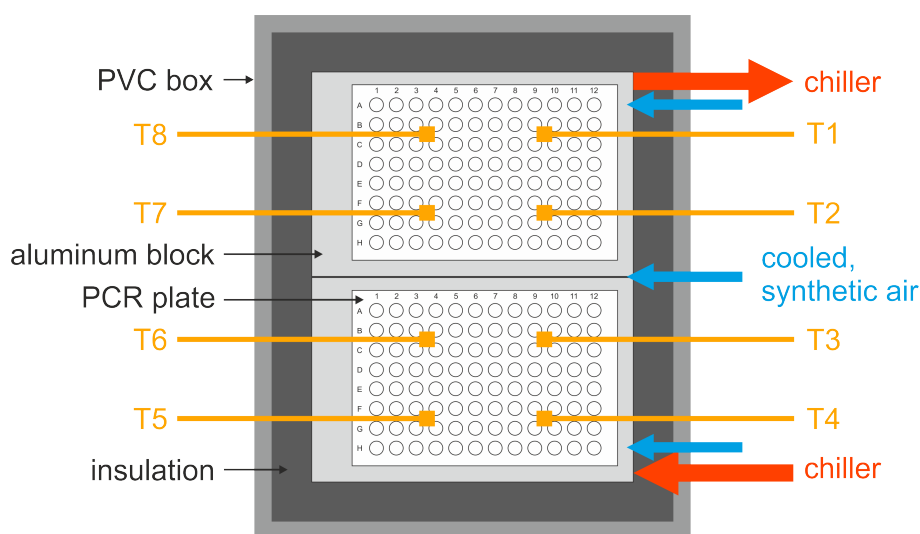 PVC box
chiller
1 2 3 4 5 6 7 8 9 10 11 12
A
B
T8
T1
C
D
E
F
T7
T2
G
H
aluminum block
cooled,
synthetic air
PCR plate
1 2 3 4 5 6 7 8 9 10 11 12
A
B
T6
T3
C
D
E
F
T5
T4
G
H
insulation
chiller